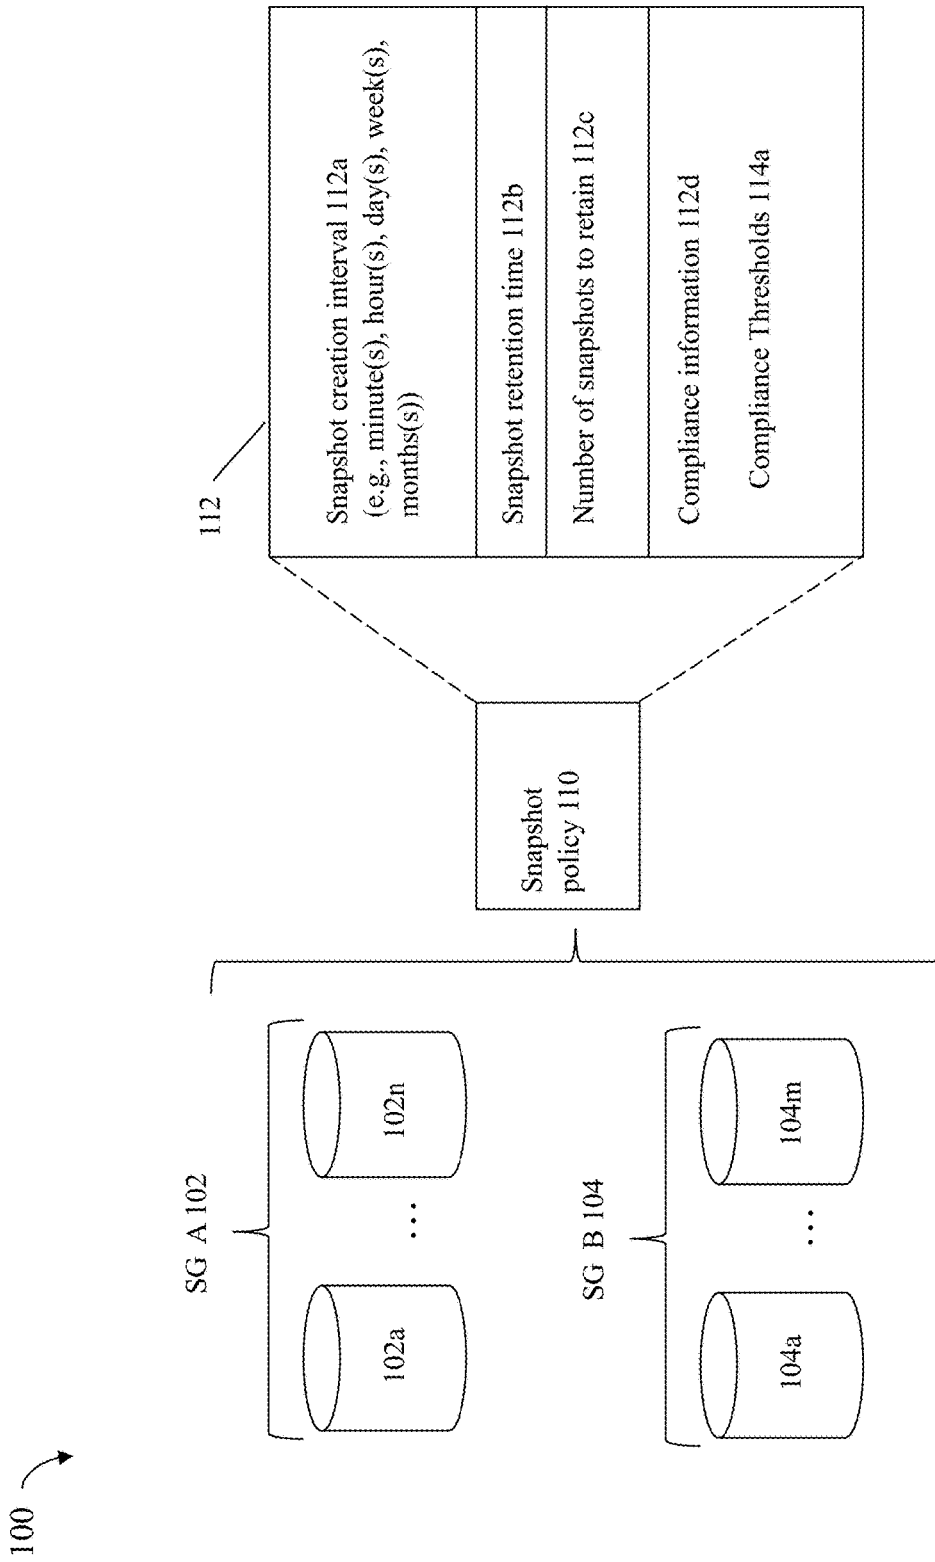 100
SG A 102
102a
...
102n
SG B 104
104a
...
104m
Snapshot
policy 110
112
Snapshot creation interval 112a
(e.g., minute(s), hour(s), day(s), week(s),
months(s))
Snapshot retention time 112b
Number of snapshots to retain 112c
Compliance information 112d
Compliance Thresholds 114a